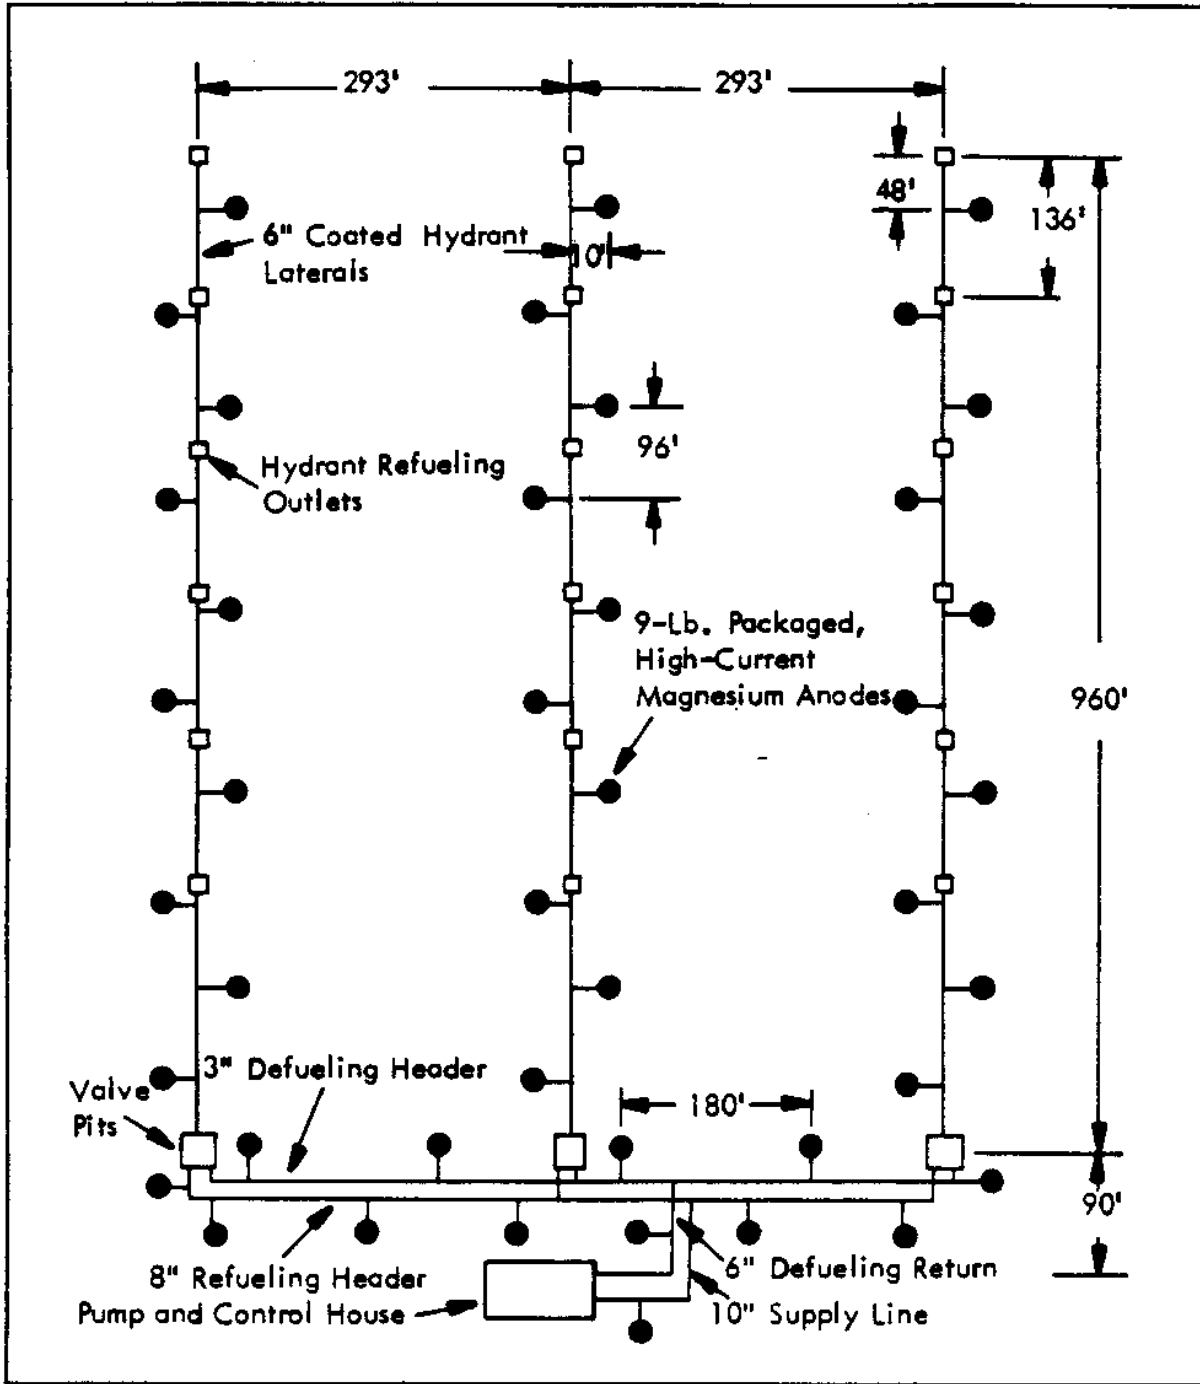 293' 293'
48'
136'
6" Coated Hydrant
Laterals
10'
96'
Hydrant Refueling
Outlets
9-Lb. Packaged,
High-Current
Magnesium Anodes
960'
3" Defueling Header
Valve
Pits
180'
90'
8" Refueling Header
6" Defueling Return
Pump and Control House
10" Supply Line